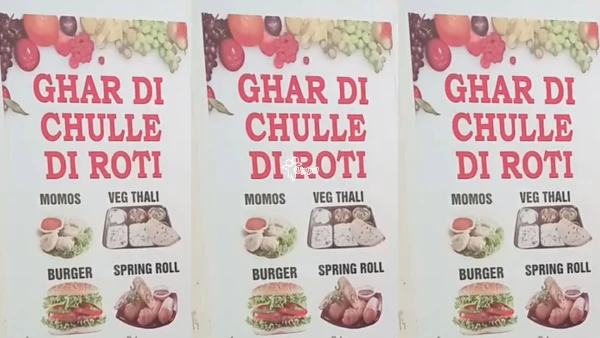 GHAR DI
CHULLE
DI ROTI
MOMOS VEG THALI
BURGER SPRING ROLL
GHAR DI
CHULLE
DI ROTI
MOMOS VEG THALI
BURGER SPRING ROLL
GHAR DI
CHULLE
DI ROTI
MOMOS VEG THALI
BURGER SPRING ROLL